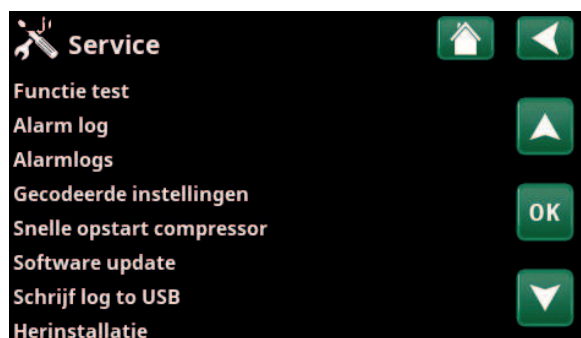 Service
Functie test
Alarm log
Alarmlogs
Gecodeerde instellingen
OK
Snelle opstart compressor
Software update
Schrijf log to USB
Herinstallatie